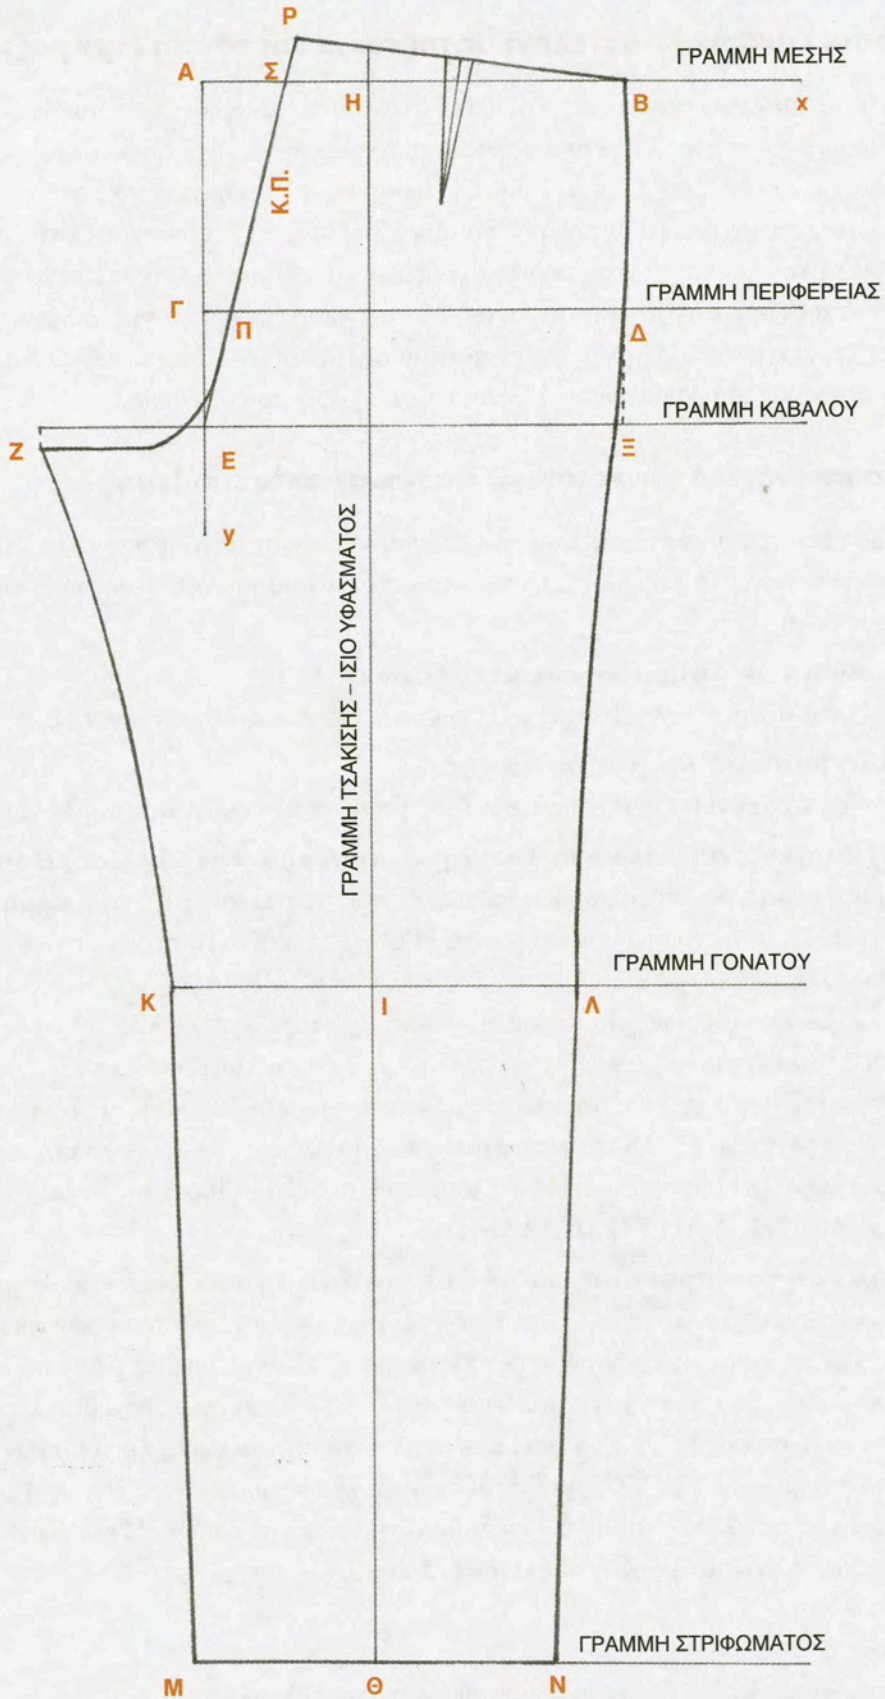 Ρ
ΓΡΑΜΜΗ ΜΕΣΗΣ
Α Σ Η Β x
Κ.Π.
ΓΡΑΜΜΗ ΠΕΡΙΦΕΡΕΙΑΣ
Γ Π Δ
ΓΡΑΜΜΗ ΚΑΒΑΛΟΥ
Ζ Ε Ξ
y
ΓΡΑΜΜΗ ΤΣΑΚΙΣΗΣ – ΙΣΙΟ ΥΦΑΣΜΑΤΟΣ
ΓΡΑΜΜΗ ΓΟΝΑΤΟΥ
Κ Ι Λ
ΓΡΑΜΜΗ ΣΤΡΙΦΩΜΑΤΟΣ
Μ Θ Ν